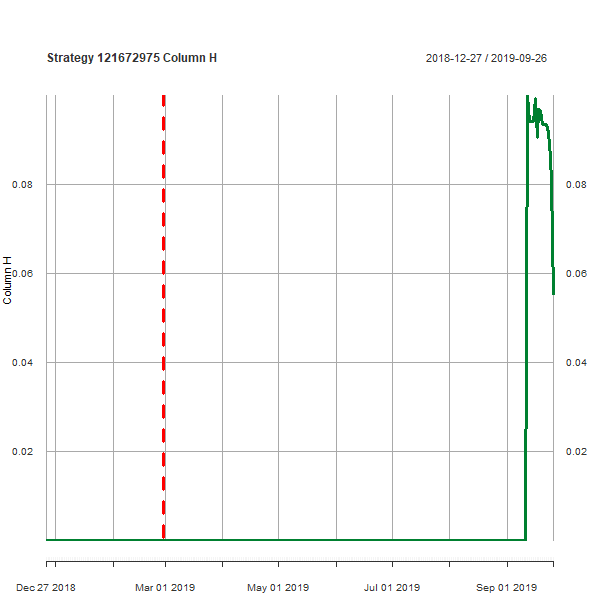 Strategy 121672975 Column H 2018-12-27 / 2019-09-26
0.08 0.08
0.06 0.06
Column H
0.04 0.04
0.02 0.02
Dec 27 2018 Mar 01 2019 May 01 2019 Jul 01 2019 Sep 01 2019